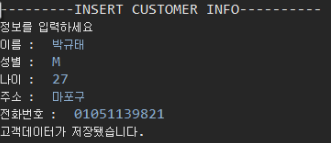 ---------INSERT CUSTOMER INFO----------
정보를 입력하세요
이름 : 박규태
성별 : M
나이 : 27
주소 : 마포구
전화번호 : 01051139821
고객데이터가 저장됐습니다.